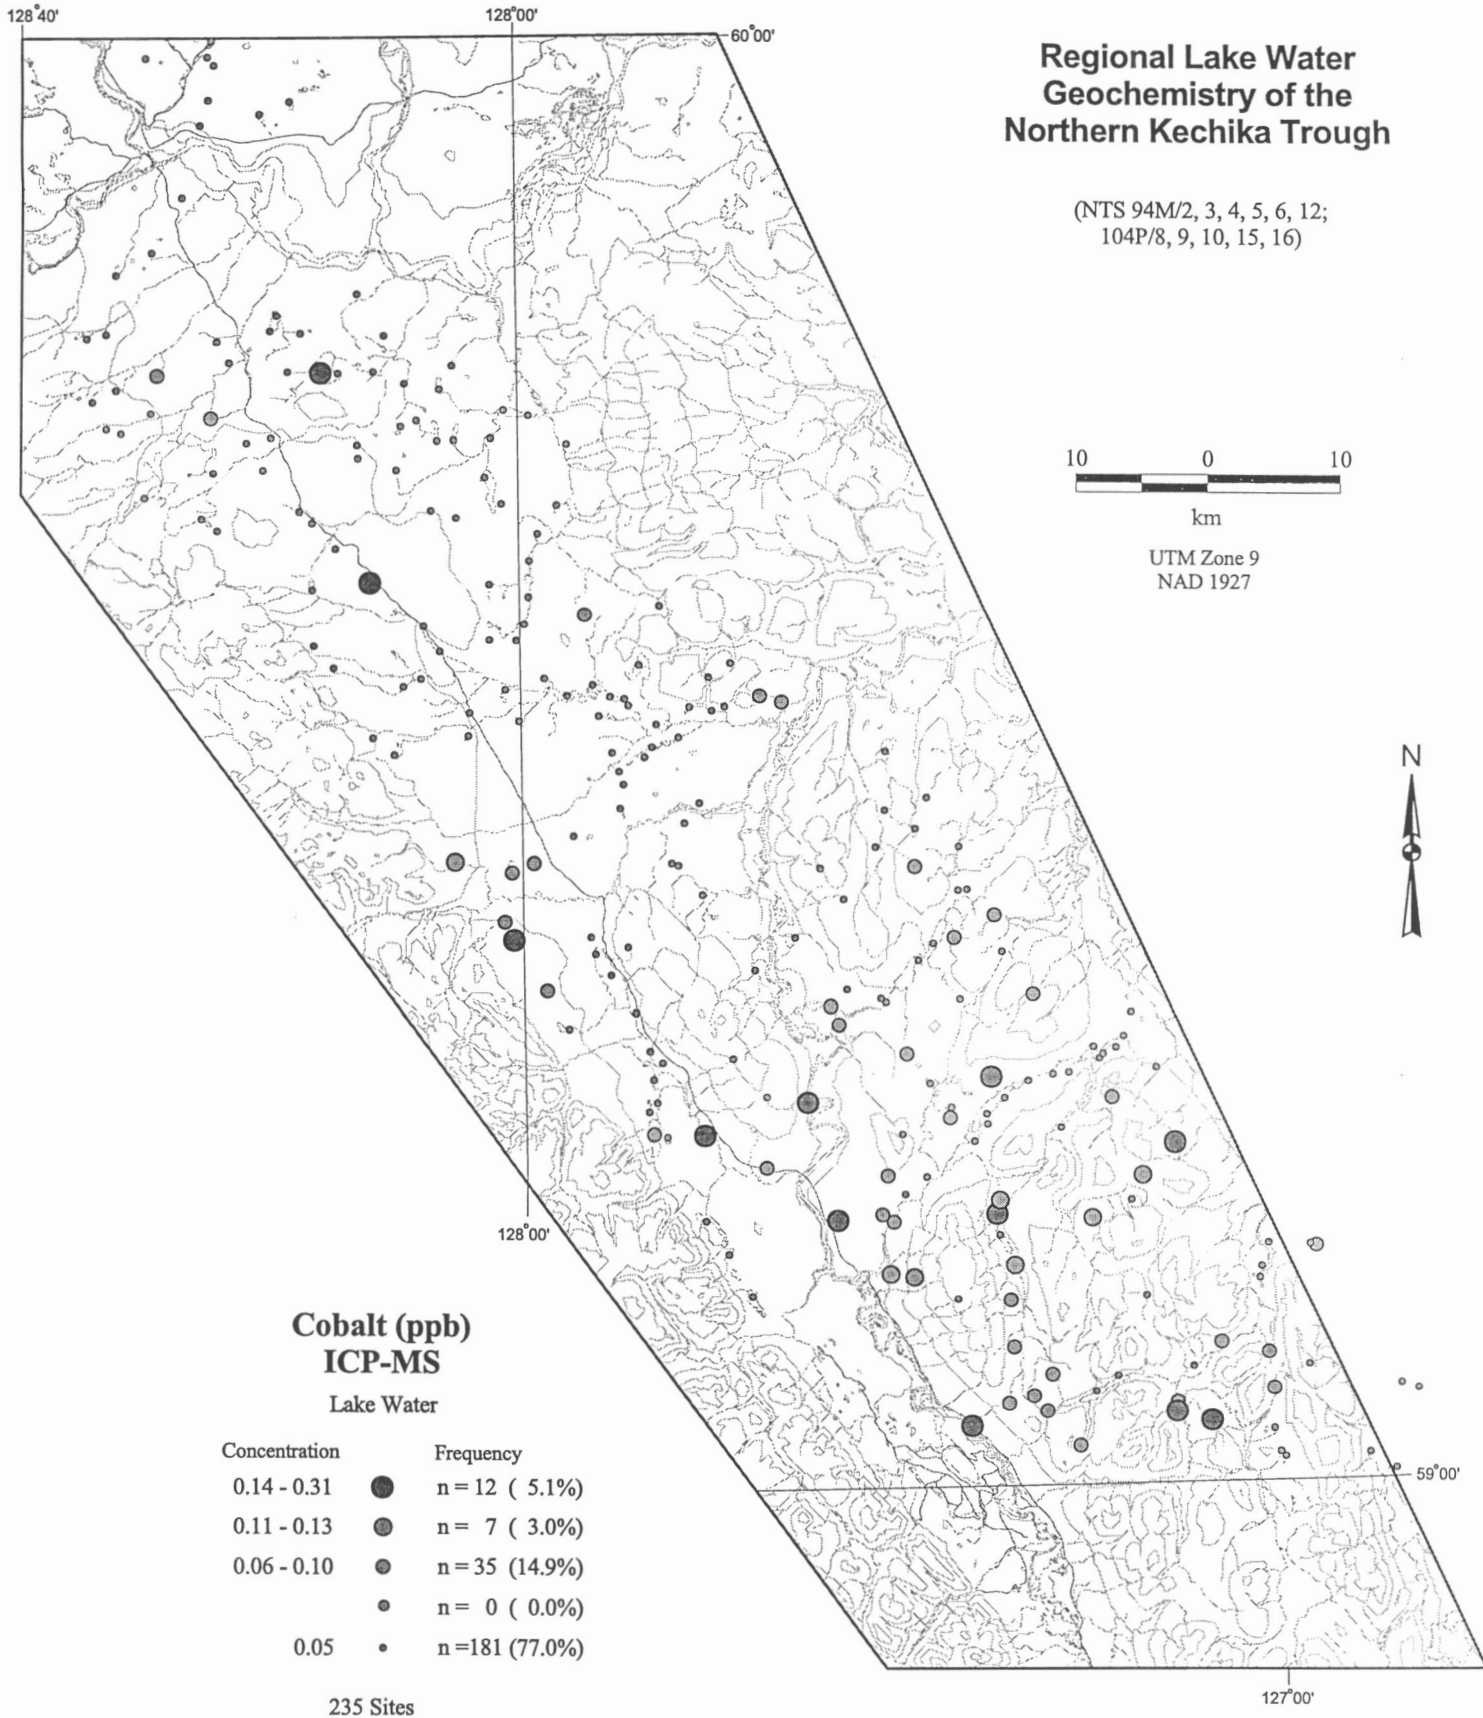 128°40'
128°00'
60°00'
Regional Lake Water
Geochemistry of the
Northern Kechika Trough
(NTS 94M/2, 3, 4, 5, 6, 12;
104P/8, 9, 10, 15, 16)
10 0 10
km
UTM Zone 9
NAD 1927
N
128°00'
Cobalt (ppb)
ICP-MS
Lake Water
Concentration Frequency
0.14 - 0.31 n = 12 ( 5.1%)
0.11 - 0.13 n = 7 ( 3.0%)
0.06 - 0.10 n = 35 (14.9%)
n = 0 ( 0.0%)
0.05 n =181 (77.0%)
235 Sites
59°00'
127°00'